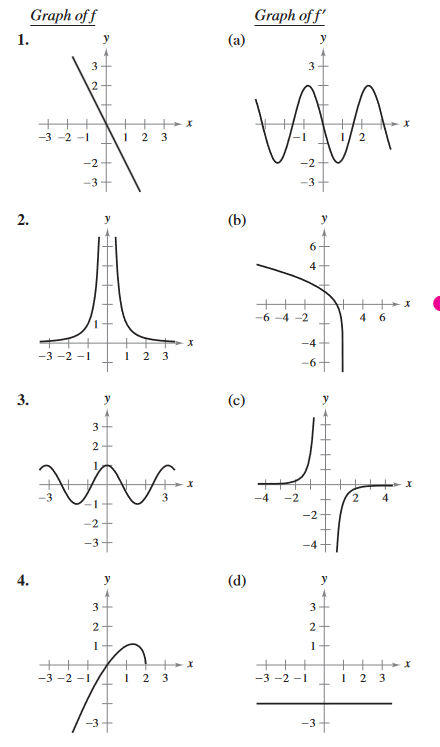 Graph of f Graph of f′
1. y (a) y
3 3
2
x x
−3 −2 −1 1 2 3 −1 1 2
−2 −2
−3 −3
2. y (b) y
6
4
1 x
x −6 −4 −2 4 6
−3 −2 −1 1 2 3 −4
−6
3. y (c) y
3
2
1
x x
−3 3 −4 −2 2 4
−1
−2 −2
−3
−4
4. y (d) y
3 3
2 2
1 1
x x
−3 −2 −1 1 2 3 −3 −2 −1 1 2 3
−3 −3